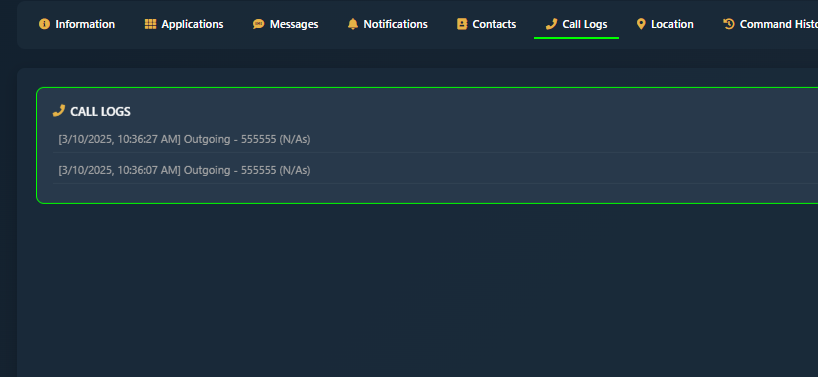 Information Applications Messages Notifications Contacts Call Logs Location Command Histo
CALL LOGS
[3/10/2025, 10:36:27 AM] Outgoing - 555555 (N/As)
[3/10/2025, 10:36:07 AM] Outgoing - 555555 (N/As)